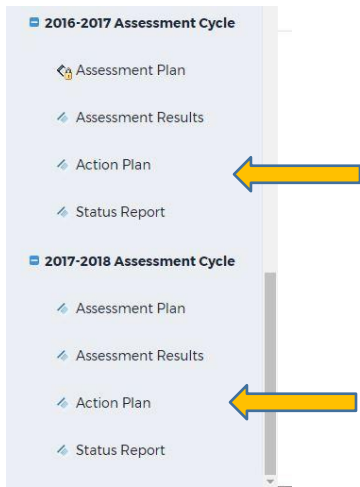 2016-2017 Assessment Cycle
Assessment Plan
Assessment Results
Action Plan
Status Report
2017-2018 Assessment Cycle
Assessment Plan
Assessment Results
Action Plan
Status Report